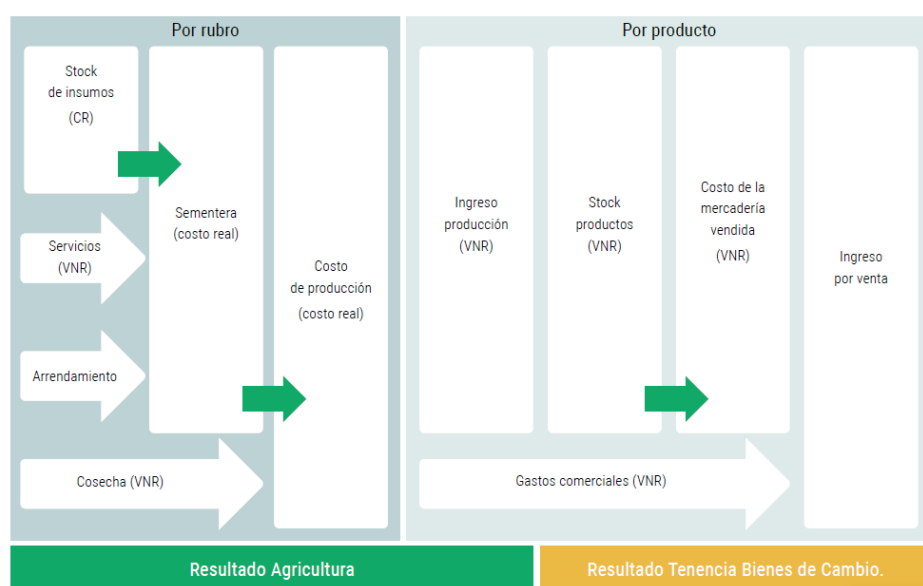 Por rubro
Stock
de insumos
(CR)
Servicios
(VNR)
Arrendamiento
Cosecha (VNR)
Sementera
(costo real)
Costo
de producción
(costo real)
Por producto
Ingreso
producción
(VNR)
Stock
productos
(VNR)
Costo de la
mercadería
vendida
(VNR)
Ingreso
por venta
Gastos comerciales (VNR)
Resultado Agricultura
Resultado Tenencia Bienes de Cambio.